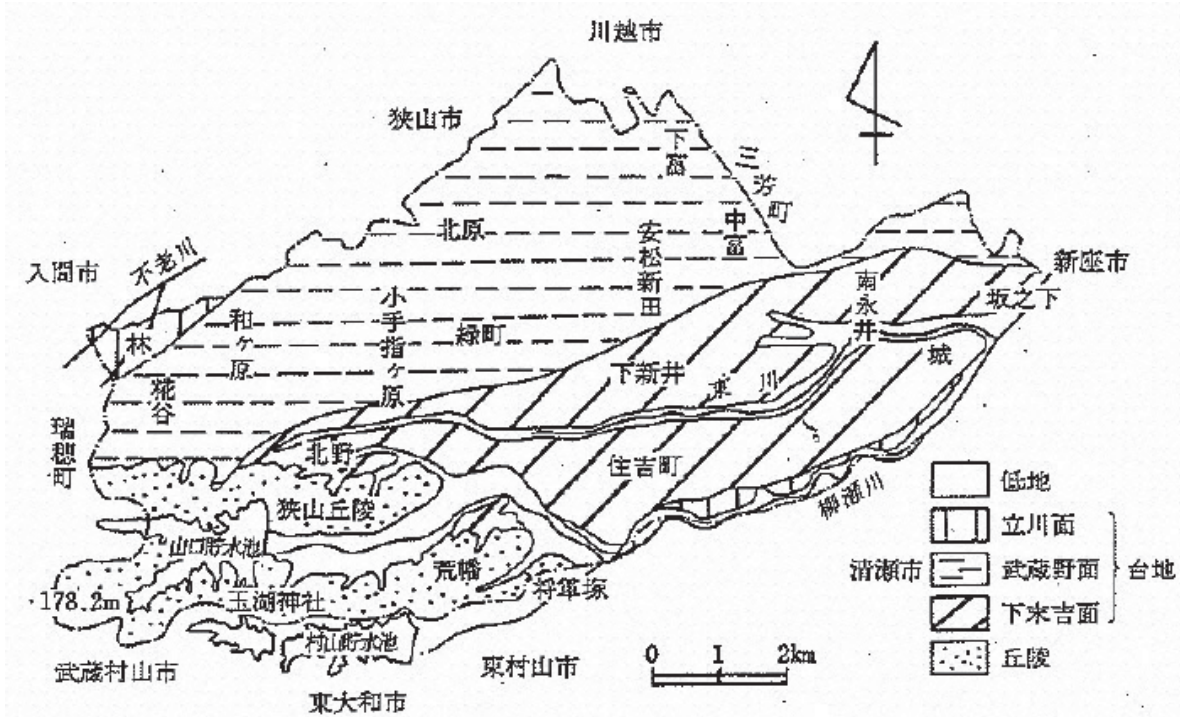 川越市
狭山市
下富
三芳町
中富
北原
安松新田
入間市
不老川
新座市
南永井
坂之下
小手指ヶ原
和ヶ原
林
緑町
城
下新井
東川
糀谷
瑞穂町
北野
住吉町
柳瀬川
狭山丘陵
山口貯水池
荒幡
将軍塚
178.2m
玉湖神社
村山貯水池
武蔵村山市
東大和市
東村山市
清瀬市
0 1 2km
低地
立川面
武蔵野面
下末吉面
台地
丘陵